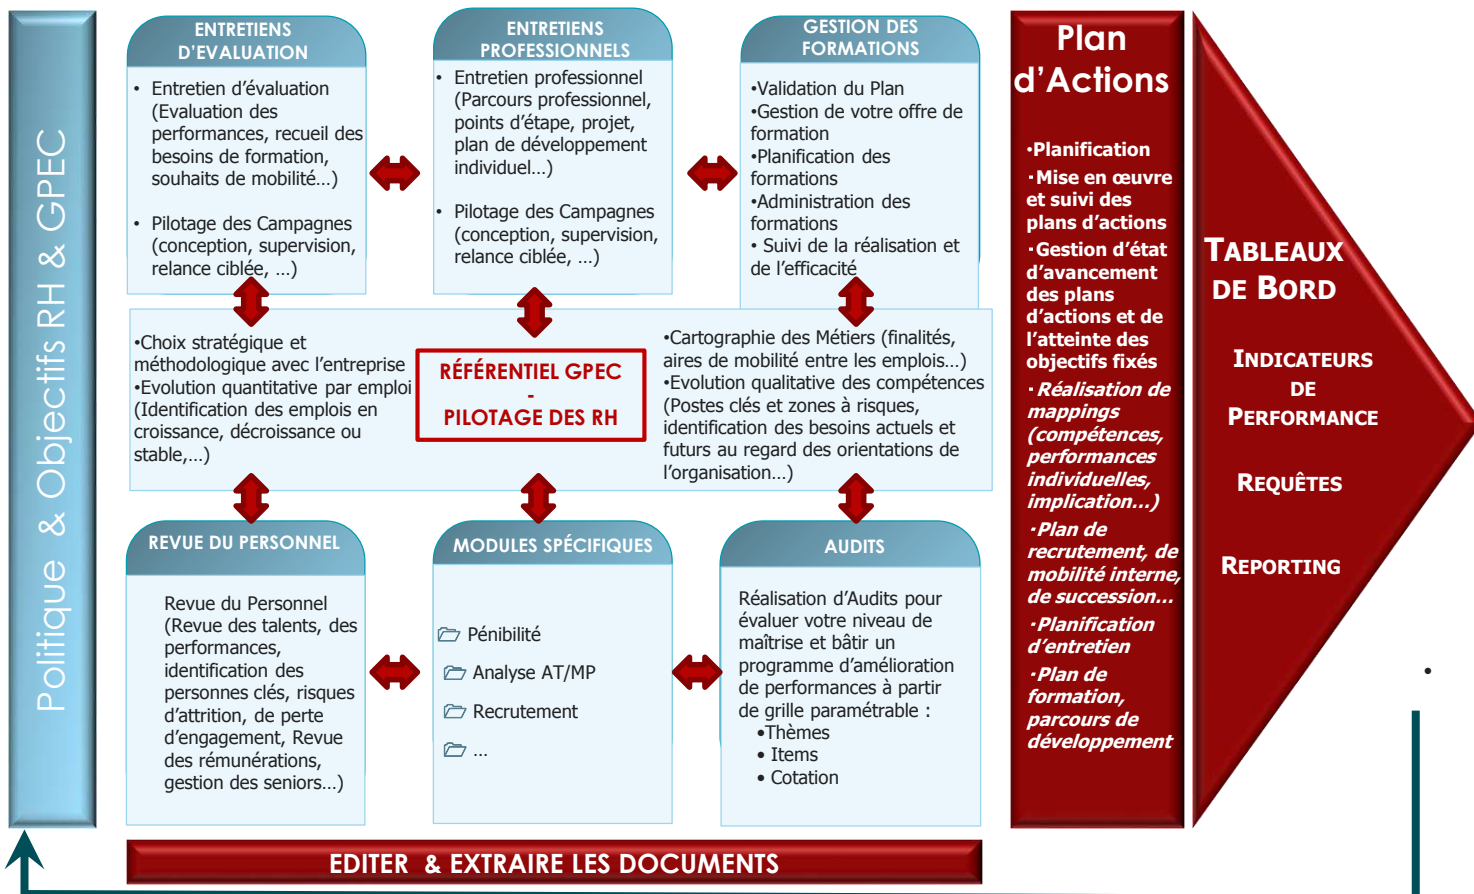 Politique & Objectifs RH & GPEC
ENTRETIENS
D'EVALUATION
• Entretien d'évaluation
(Evaluation des
performances, recueil des
besoins de formation,
souhaits de mobilité...)
• Pilotage des Campagnes
(conception, supervision,
relance ciblée, ...)
ENTRETIENS
PROFESSIONNELS
• Entretien professionnel
(Parcours professionnel,
points d'étape, projet,
plan de développement
individuel...)
• Pilotage des Campagnes
(conception, supervision,
relance ciblée, ...)
GESTION DES
FORMATIONS
•Validation du Plan
•Gestion de votre offre de
formation
•Planification des
formations
•Administration des
formations
• Suivi de la réalisation et
de l'efficacité
•Choix stratégique et
méthodologique avec l'entreprise
•Evolution quantitative par emploi
(Identification des emplois en
croissance, décroissance ou
stable,...)
RÉFÉRENTIEL GPEC
-
PILOTAGE DES RH
•Cartographie des Métiers (finalités,
aires de mobilité entre les emplois...)
•Evolution qualitative des compétences
(Postes clés et zones à risques,
identification des besoins actuels et
futurs au regard des orientations de
l'organisation...)
REVUE DU PERSONNEL
Revue du Personnel
(Revue des talents, des
performances,
identification des
personnes clés, risques
d'attrition, de perte
d'engagement, Revue
des rémunérations,
gestion des seniors...)
MODULES SPÉCIFIQUES
Pénibilité
Analyse AT/MP
Recrutement
...
AUDITS
Réalisation d'Audits pour
évaluer votre niveau de
maîtrise et bâtir un
programme d'amélioration
de performances à partir
de grille paramétrable :
•Thèmes
• Items
• Cotation
EDITER & EXTRAIRE LES DOCUMENTS
Plan
d'Actions
•Planification
•Mise en œuvre
et suivi des
plans d'actions
•Gestion d'état
d'avancement
des plans
d'actions et de
l'atteinte des
objectifs fixés
•Réalisation de
mappings
(compétences,
performances
individuelles,
implication...)
•Plan de
recrutement, de
mobilité interne,
de succession...
•Planification
d'entretien
•Plan de
formation,
parcours de
développement
TABLEAUX
DE BORD
INDICATEURS
DE
PERFORMANCE
REQUÊTES
REPORTING
•